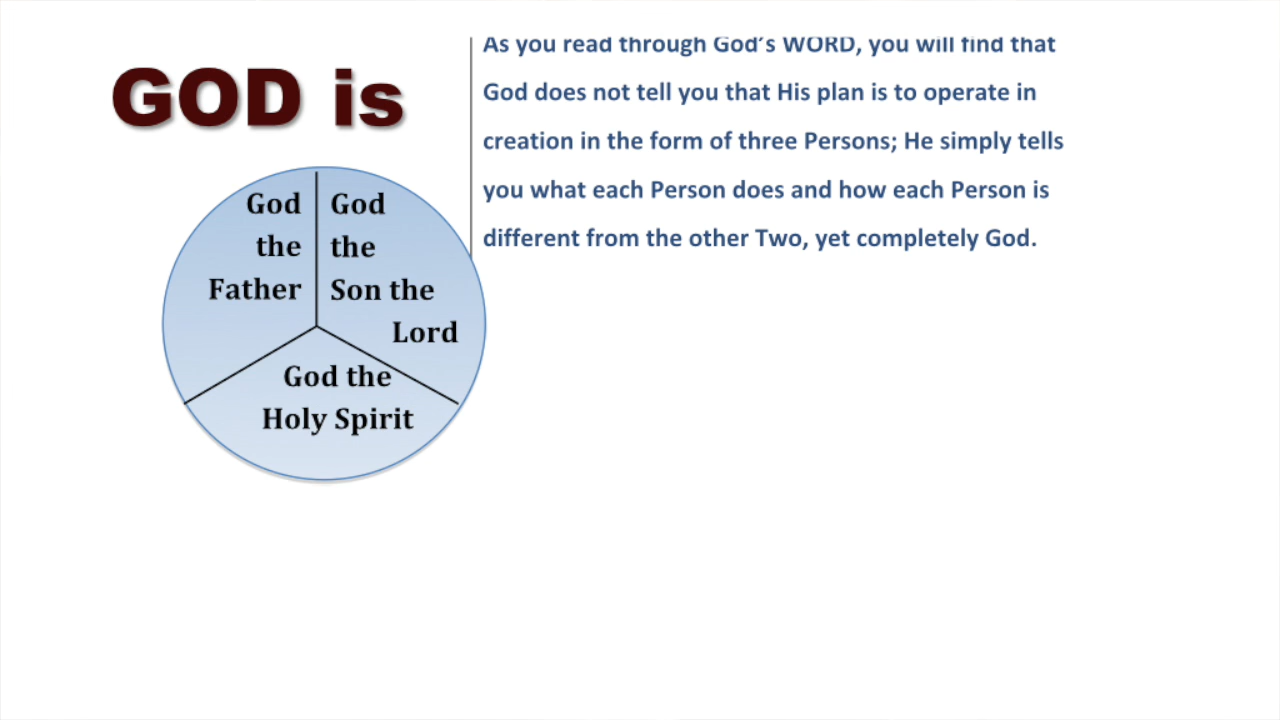 GOD is
God
the
Father
God
the
Son the
Lord
God the
Holy Spirit
As you read through God's WORD, you will find that
God does not tell you that His plan is to operate in
creation in the form of three Persons; He simply tells
you what each Person does and how each Person is
different from the other Two, yet completely God.